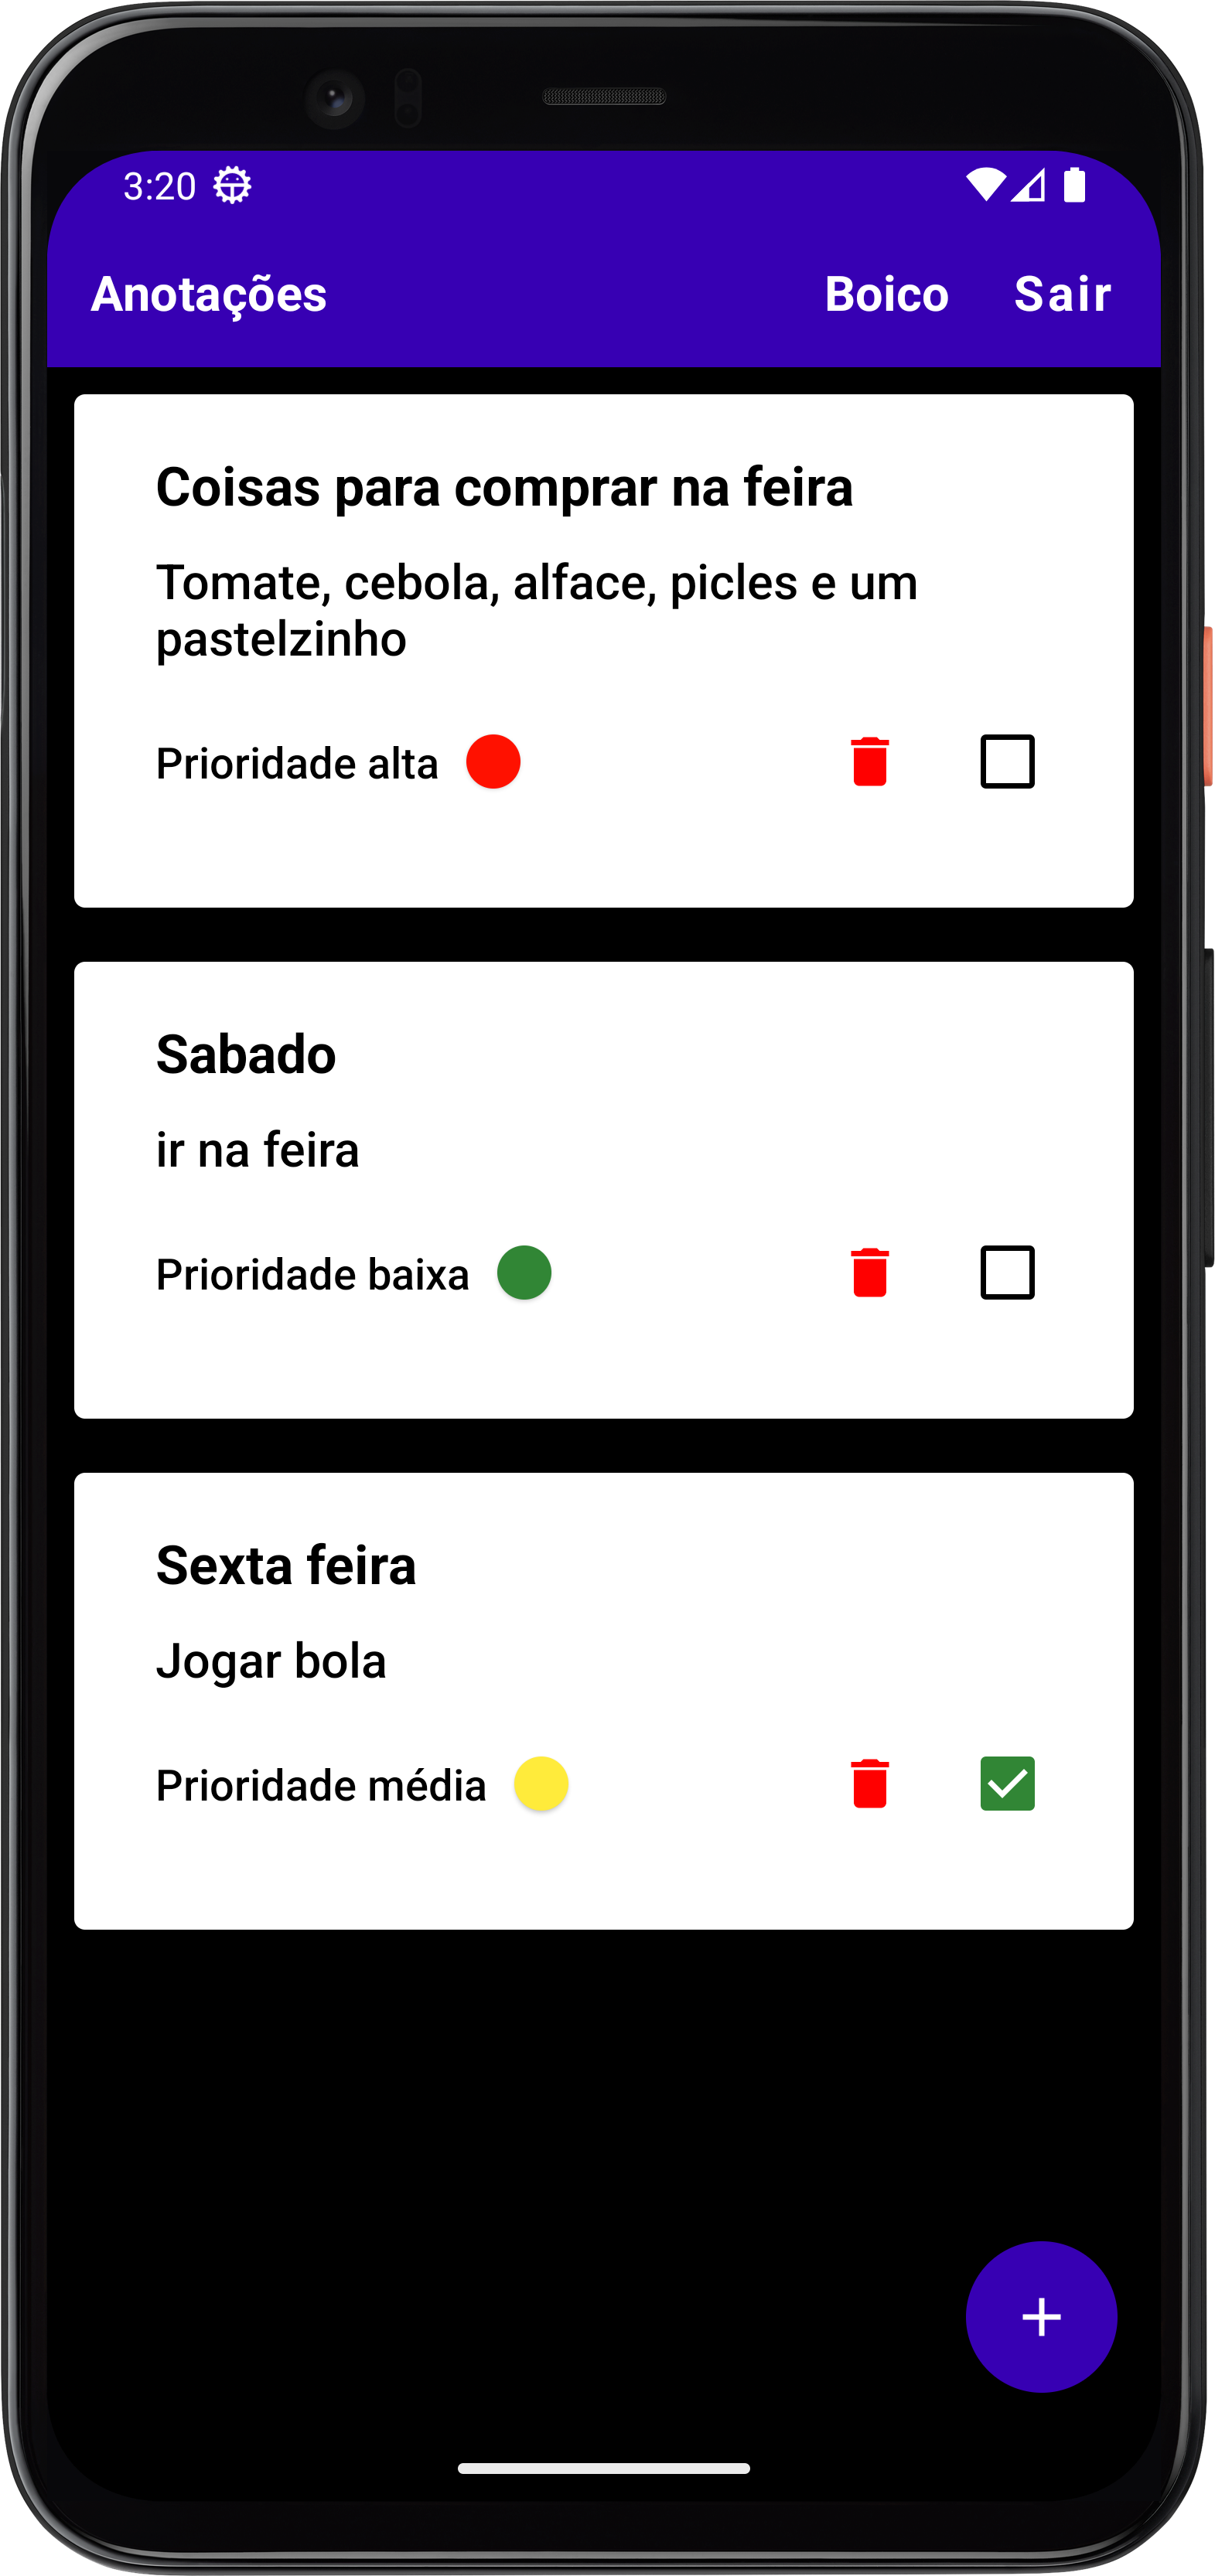 3:20
Anotações Boico Sair
Coisas para comprar na feira
Tomate, cebola, alface, picles e um
pastelzinho
Prioridade alta
Sabado
ir na feira
Prioridade baixa
Sexta feira
Jogar bola
Prioridade média
+